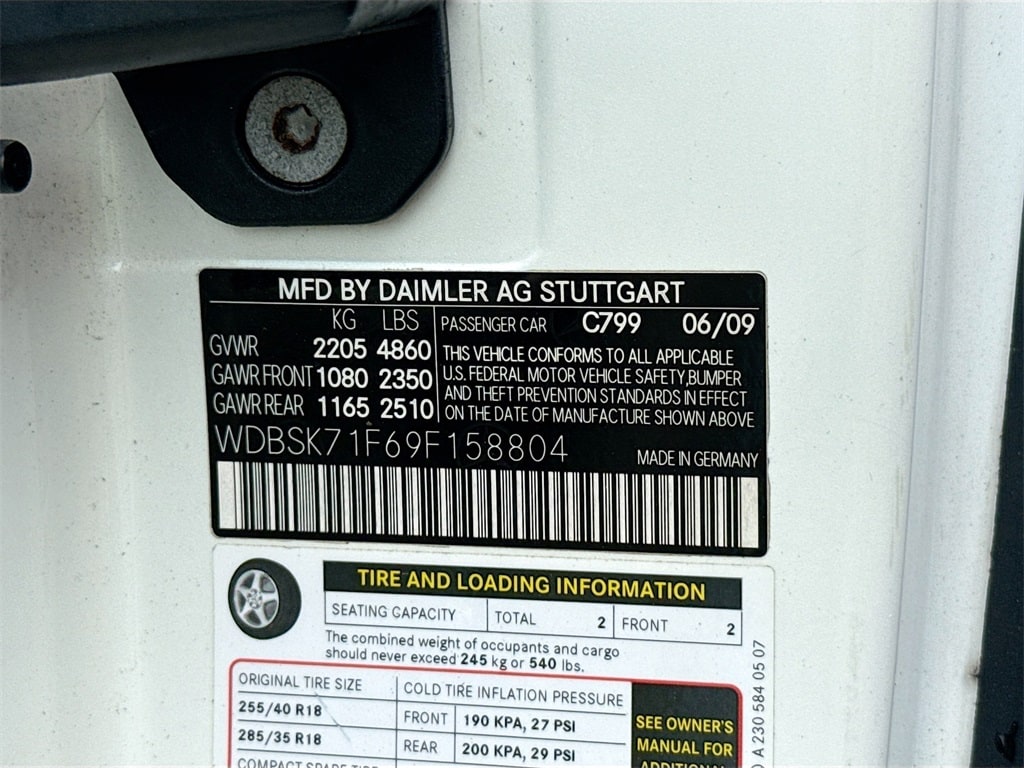 MFD BY DAIMLER AG STUTTGART
KG LBS
GVWR 2205 4860
GAWR FRONT 1080 2350
GAWR REAR 1165 2510
PASSENGER CAR C799 06/09
THIS VEHICLE CONFORMS TO ALL APPLICABLE
U.S. FEDERAL MOTOR VEHICLE SAFETY,BUMPER
AND THEFT PREVENTION STANDARDS IN EFFECT
ON THE DATE OF MANUFACTURE SHOWN ABOVE
WDBSK71F69F158804
MADE IN GERMANY
TIRE AND LOADING INFORMATION
SEATING CAPACITY TOTAL 2 FRONT 2
The combined weight of occupants and cargo
should never exceed 245 kg or 540 lbs.
ORIGINAL TIRE SIZE
255/40 R18
285/35 R18
COMPACT SPARE TIRE
COLD TIRE INFLATION PRESSURE
FRONT 190 KPA, 27 PSI
REAR 200 KPA, 29 PSI
SEE OWNER'S
MANUAL FOR
ADDITIONAL
A 230 584 05 07